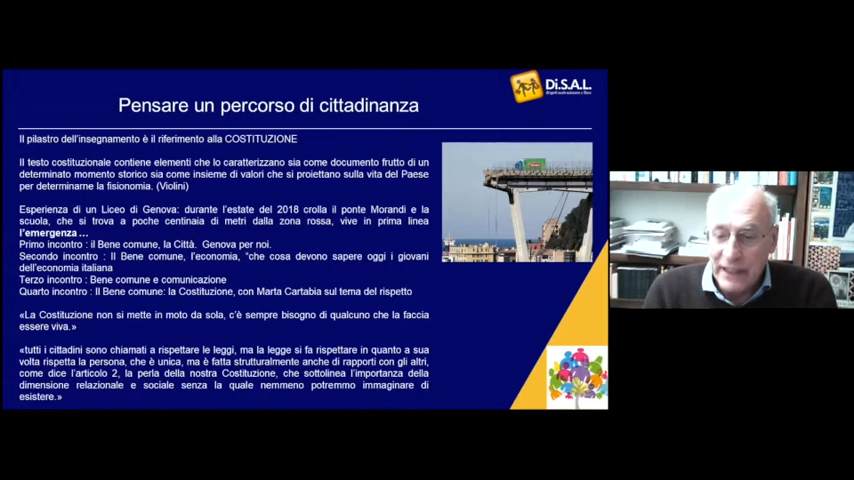 Di.S.A.L.
Pensare un percorso di cittadinanza
Il pilastro dell'insegnamento è il riferimento alla COSTITUZIONE
Il testo costituzionale contiene elementi che lo caratterizzano sia come documento frutto di un
determinato momento storico sia come insieme di valori che si proiettano sulla vita del Paese
per determinarne la fisionomia. (Violini)
Esperienza di un Liceo di Genova: durante l'estate del 2018 crolla il ponte Morandi e la
scuola, che si trova a poche centinaia di metri dalla zona rossa, vive in prima linea
l'emergenza ...
Primo incontro : il Bene comune, la Città. Genova per noi.
Secondo incontro : Il Bene comune, l'economia, "che cosa devono sapere oggi i giovani
dell'economia italiana
Terzo incontro : Bene comune e comunicazione
Quarto incontro : Il Bene comune: la Costituzione, con Marta Cartabia sul tema del rispetto
«La Costituzione non si mette in moto da sola, c'è sempre bisogno di qualcuno che la faccia
essere viva.»
«tutti i cittadini sono chiamati a rispettare le leggi, ma la legge si fa rispettare in quanto a sua
volta rispetta la persona, che è unica, ma è fatta strutturalmente anche di rapporti con gli altri,
come dice l'articolo 2, la perla della nostra Costituzione, che sottolinea l'importanza della
dimensione relazionale e sociale senza la quale nemmeno potremmo immaginare di
esistere.»